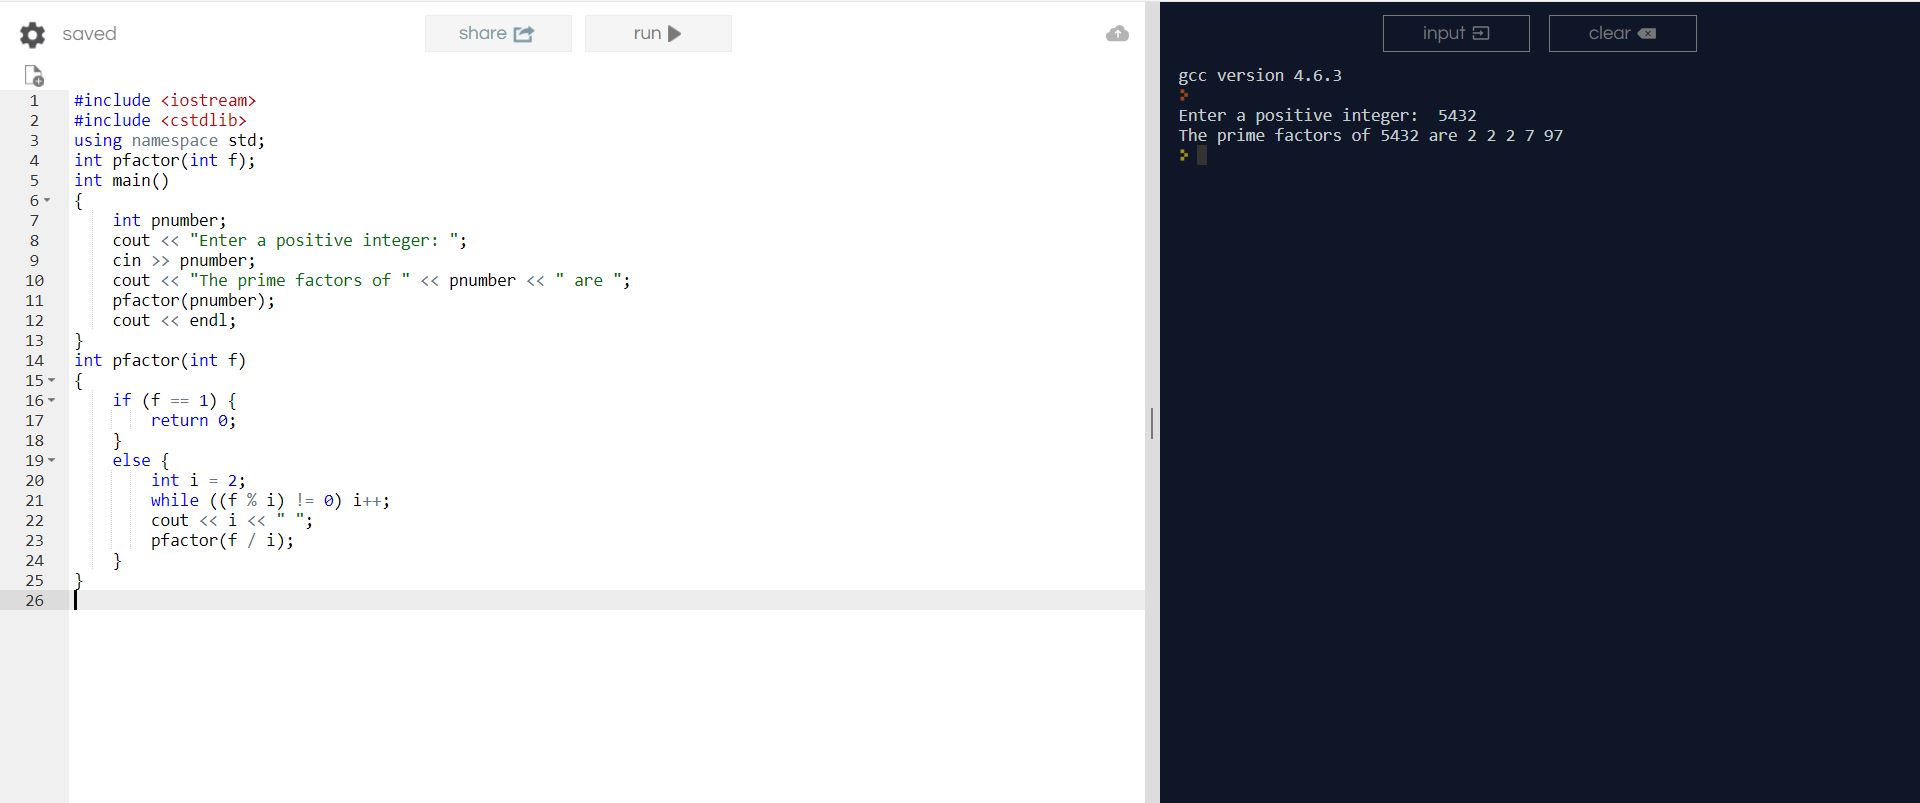 saved share run
1 #include <iostream>
2 #include <cstdlib>
3 using namespace std;
4 int pfactor(int f);
5 int main()
6 {
7 int pnumber;
8 cout << "Enter a positive integer: ";
9 cin >> pnumber;
10 cout << "The prime factors of " << pnumber << " are ";
11 pfactor(pnumber);
12 cout << endl;
13 }
14 int pfactor(int f)
15 {
16 if (f == 1) {
17 return 0;
18 }
19 else {
20 int i = 2;
21 while ((f % i) != 0) i++;
22 cout << i << " ";
23 pfactor(f / i);
24 }
25 }
26
input clear
gcc version 4.6.3
>
Enter a positive integer:  5432
The prime factors of 5432 are 2 2 2 7 97
>